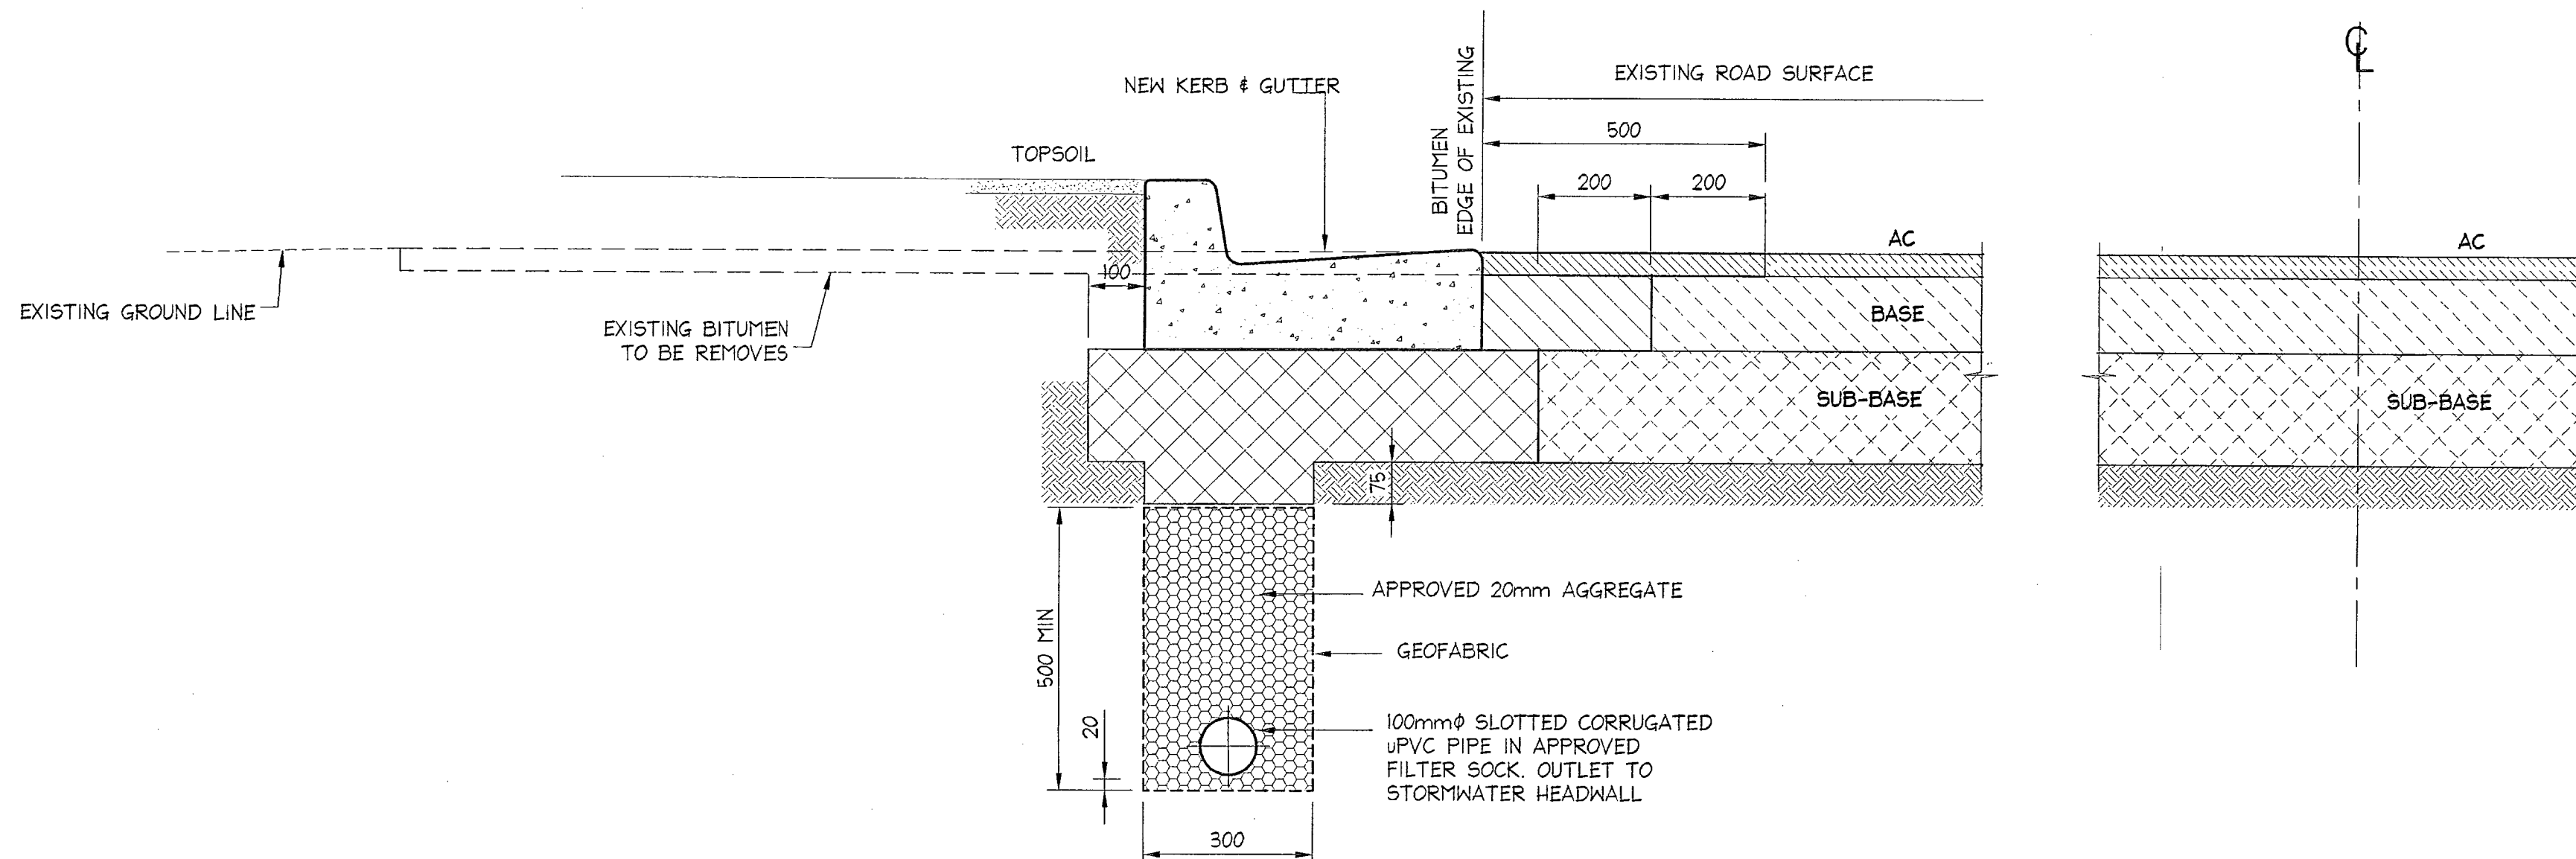 NEW KERB & GUTTER
BITUMEN
EDGE OF EXISTING
EXISTING ROAD SURFACE
500
200
200
TOPSOIL
CL
AC
AC
100
EXISTING GROUND LINE
EXISTING BITUMEN
TO BE REMOVES
BASE
SUB-BASE
SUB-BASE
75
500 MIN
APPROVED 20mm AGGREGATE
GEOFABRIC
20
100mmϕ SLOTTED CORRUGATED
uPVC PIPE IN APPROVED
FILTER SOCK. OUTLET TO
STORMWATER HEADWALL
300